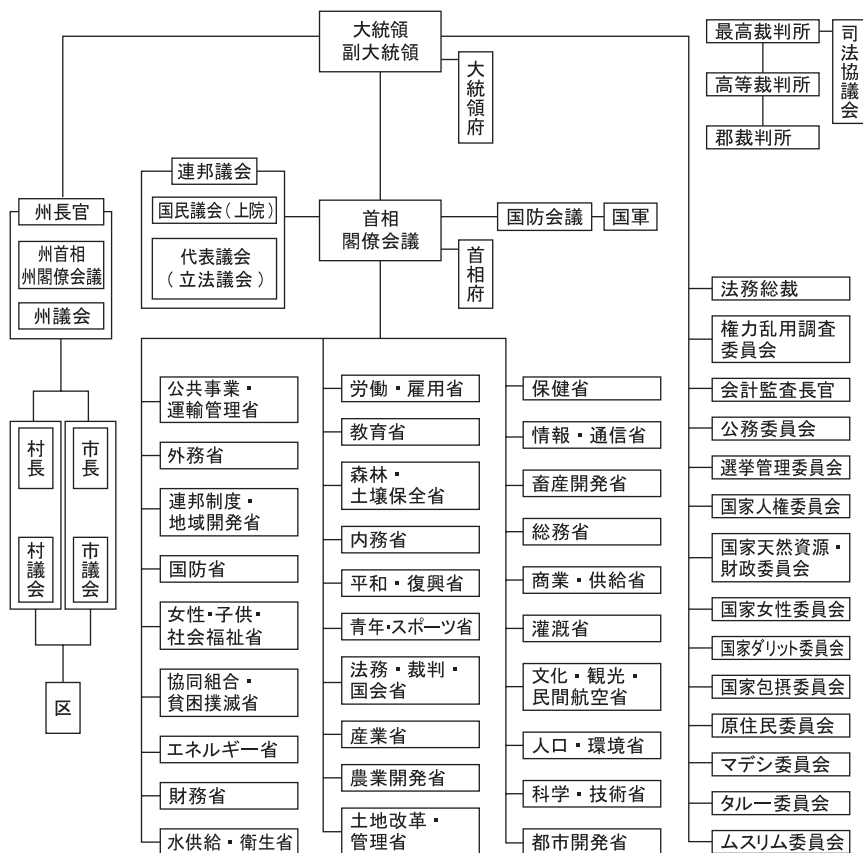 大統領
副大統領
大統領府
最高裁判所
司法協議会
高等裁判所
郡裁判所
連邦議会
国民議会(上院)
代表議会
(立法議会)
首相
閣僚会議
首相府
国防会議
国軍
州長官
州首相
州閣僚会議
州議会
村長
市長
村議会
市議会
区
公共事業・
運輸管理省
外務省
連邦制度・
地域開発省
国防省
女性・子供・
社会福祉省
協同組合・
貧困撲滅省
エネルギー省
財務省
水供給・衛生省
労働・雇用省
教育省
森林・
土壌保全省
内務省
平和・復興省
青年・スポーツ省
法務・裁判・
国会省
産業省
農業開発省
土地改革・
管理省
保健省
情報・通信省
畜産開発省
総務省
商業・供給省
灌漑省
文化・観光・
民間航空省
人口・環境省
科学・技術省
都市開発省
法務総裁
権力乱用調査
委員会
会計監査長官
公務委員会
選挙管理委員会
国家人権委員会
国家天然資源・
財政委員会
国家女性委員会
国家ダリット委員会
国家包摂委員会
原住民委員会
マデシ委員会
タルー委員会
ムスリム委員会